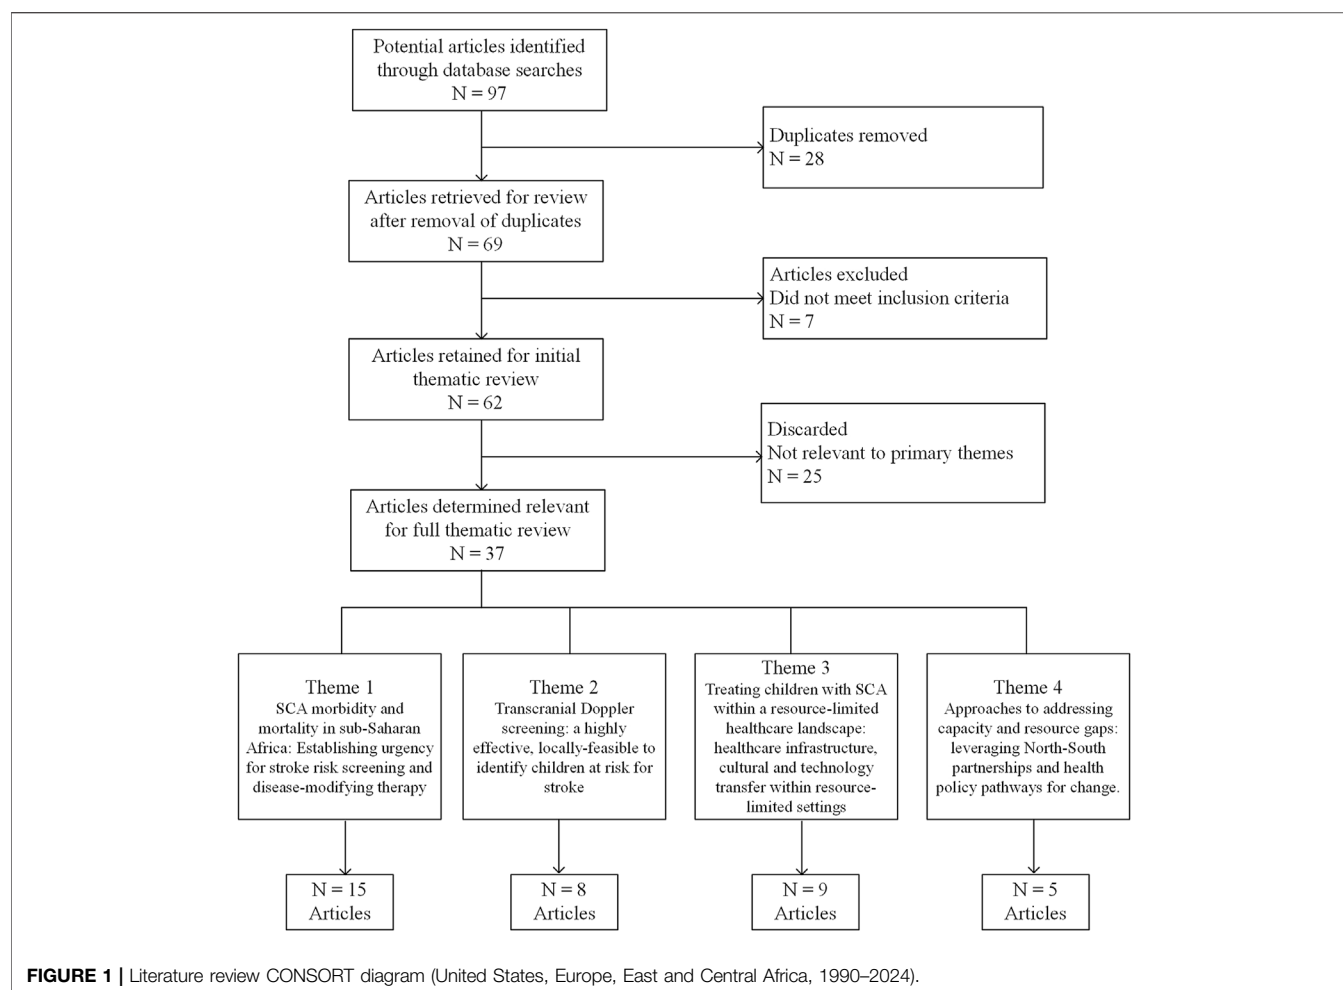 Potential articles identified
through database searches
N = 97
Duplicates removed
N = 28
Articles retrieved for review
after removal of duplicates
N = 69
Articles excluded
Did not meet inclusion criteria
N = 7
Articles retained for initial
thematic review
N = 62
Discarded
Not relevant to primary themes
N = 25
Articles determined relevant
for full thematic review
N = 37
Theme 1
SCA morbidity and
mortality in sub-Saharan
Africa: Establishing urgency
for stroke risk screening and
disease-modifying therapy
Theme 2
Transcranial Doppler
screening: a highly
effective, locally-feasible to
identify children at risk for
stroke
Theme 3
Treating children with SCA
within a resource-limited
healthcare landscape:
healthcare infrastructure,
cultural and technology
transfer within resource-
limited settings
Theme 4
Approaches to addressing
capacity and resource gaps:
leveraging North-South
partnerships and health
policy pathways for change.
N = 15
Articles
N = 8
Articles
N = 9
Articles
N = 5
Articles
FIGURE 1 | Literature review CONSORT diagram (United States, Europe, East and Central Africa, 1990–2024).